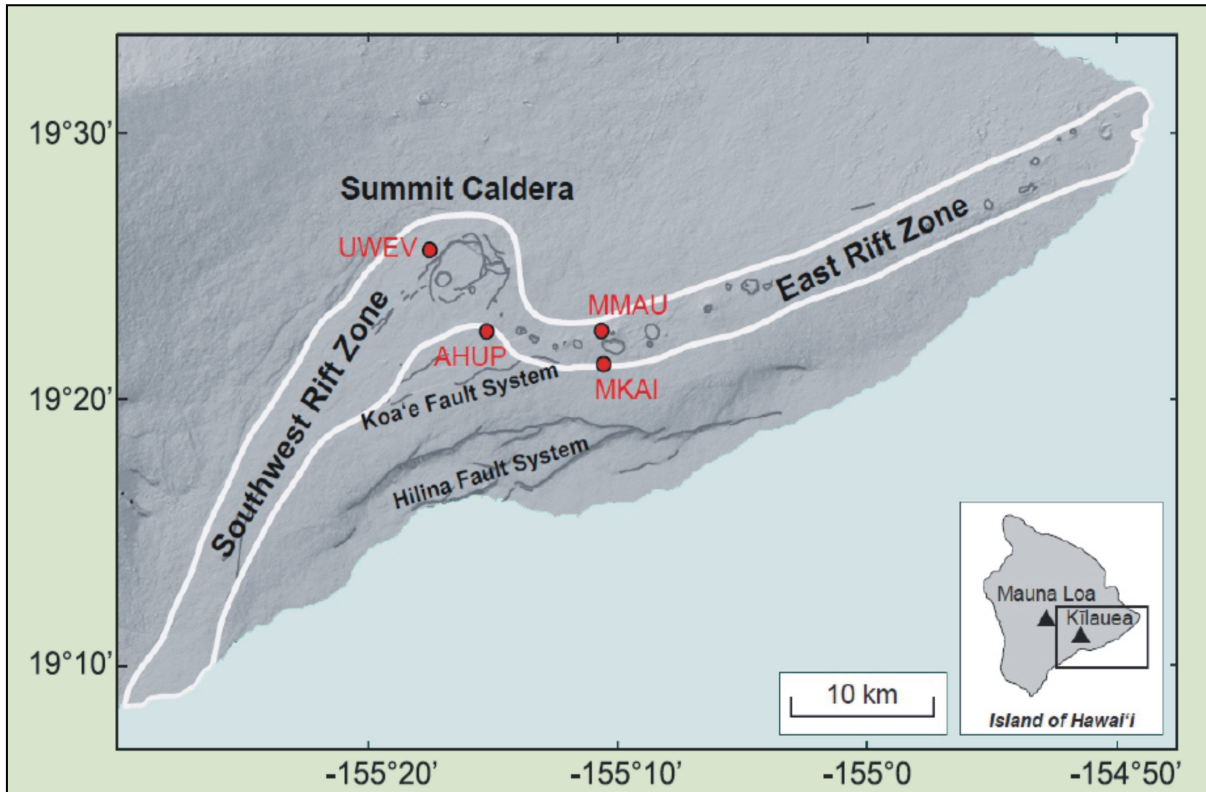 19°30'
19°20'
19°10'
Summit Caldera
UWEV
MMAU
AHUP
MKAI
East Rift Zone
Southwest Rift Zone
Koa‘e Fault System
Hilina Fault System
Mauna Loa
Kīlauea
Island of Hawai‘i
10 km
-155°20'
-155°10'
-155°0
-154°50'